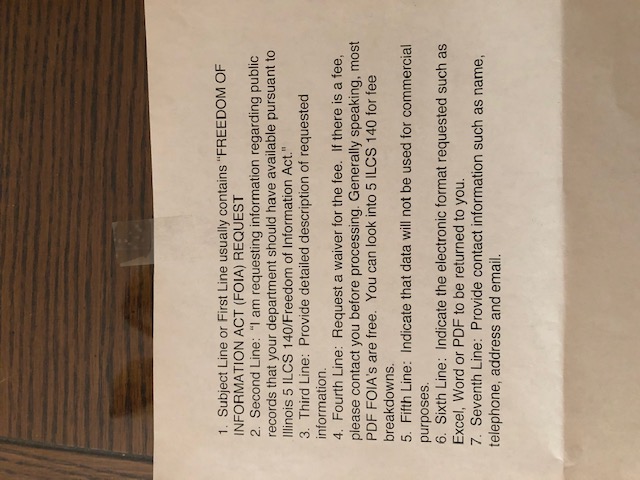 1. Subject Line or First Line usually contains "FREEDOM OF
INFORMATION ACT (FOIA) REQUEST
2. Second Line: "I am requesting information regarding public
records that your department should have available pursuant to
Illinois 5 ILCS 140/Freedom of Information Act."
3. Third Line: Provide detailed description of requested
information.
4. Fourth Line: Request a waiver for the fee. If there is a fee,
please contact you before processing. Generally speaking, most
PDF FOIA's are free. You can look into 5 ILCS 140 for fee
breakdowns.
5. Fifth Line: Indicate that data will not be used for commercial
purposes.
6. Sixth Line: Indicate the electronic format requested such as
Excel, Word or PDF to be returned to you.
7. Seventh Line: Provide contact information such as name,
telephone, address and email.